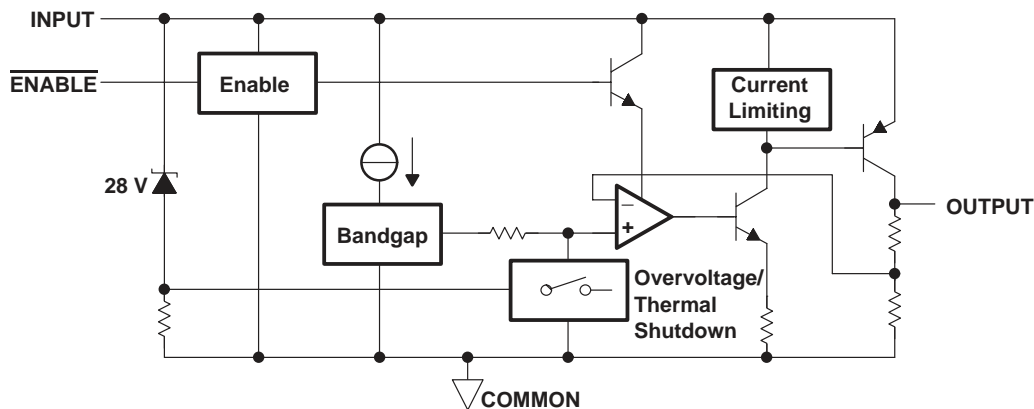 INPUT
ENABLE
Enable
Current
Limiting
28 V
Bandgap
−
+
OUTPUT
Overvoltage/
Thermal
Shutdown
COMMON